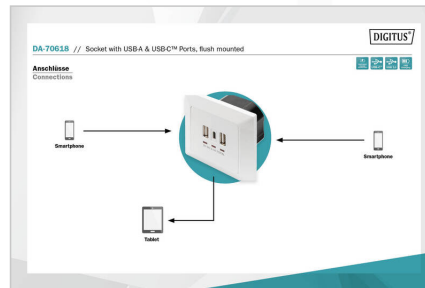 DIGITUS®
DA-70618 // Socket with USB-A & USB-C™ Ports, flush mounted
Anschlüsse
Connections
Smartphone
Smartphone
Tablet